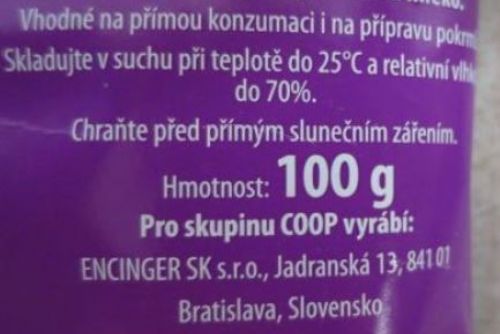 Vhodné na přímou konzumaci i na přípravu
Skladujte v suchu při teplotě do 25°C a relativní
do 70%.
Chraňte před přímým slunečním zářením.
Hmotnost: 100 g
Pro skupinu COOP vyrábí:
ENCINGER SK s.r.o., Jadranská 13, 841 01
Bratislava, Slovensko